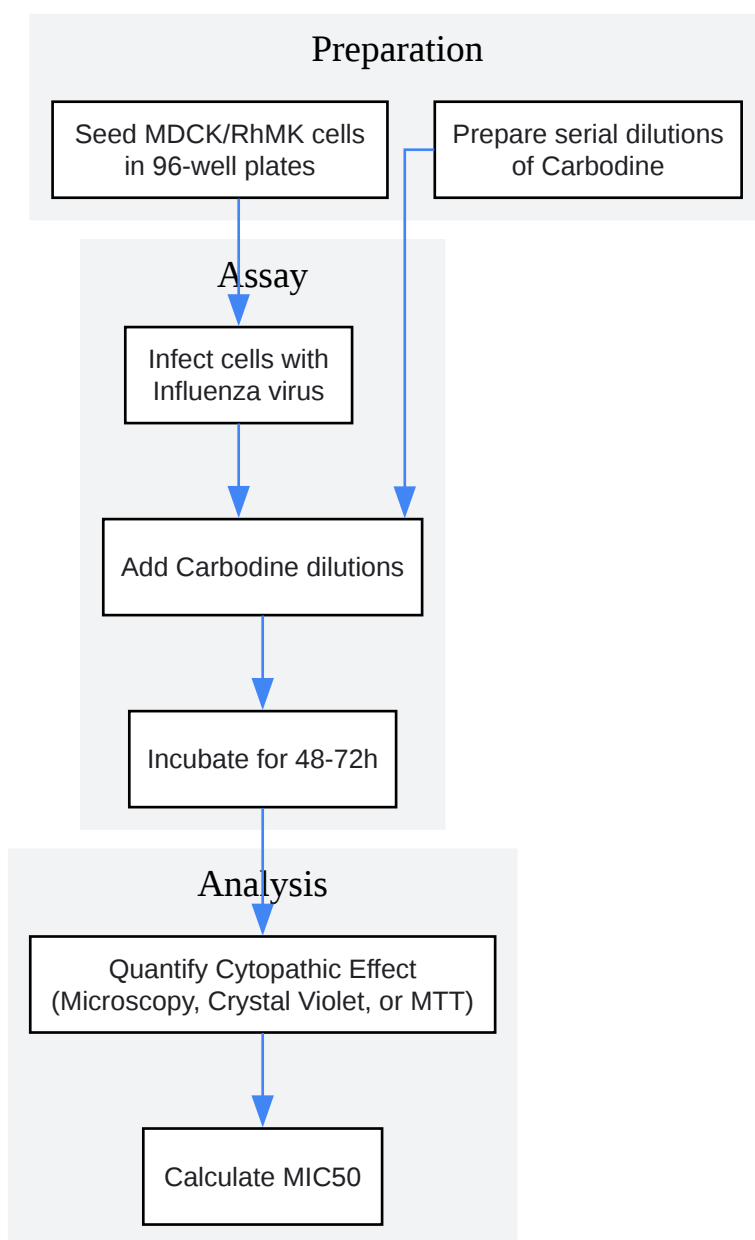 Preparation
Seed MDCK/RhMK cells
in 96-well plates
Prepare serial dilutions
of Carbodine
Assay
Infect cells with
Influenza virus
Add Carbodine dilutions
Incubate for 48-72h
Analysis
Quantify Cytopathic Effect
(Microscopy, Crystal Violet, or MTT)
Calculate MIC50